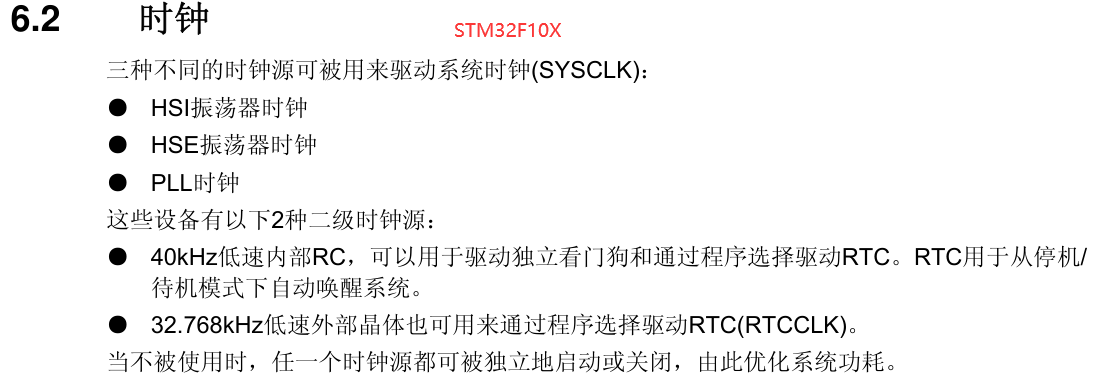 6.2 时钟
STM32F10X
三种不同的时钟源可被用来驱动系统时钟(SYSCLK)：
● HSI振荡器时钟
● HSE振荡器时钟
● PLL时钟
这些设备有以下2种二级时钟源：
● 40kHz低速内部RC，可以用于驱动独立看门狗和通过程序选择驱动RTC。RTC用于从停机/
待机模式下自动唤醒系统。
● 32.768kHz低速外部晶体也可用来通过程序选择驱动RTC(RTCCLK)。
当不被使用时，任一个时钟源都可被独立地启动或关闭，由此优化系统功耗。